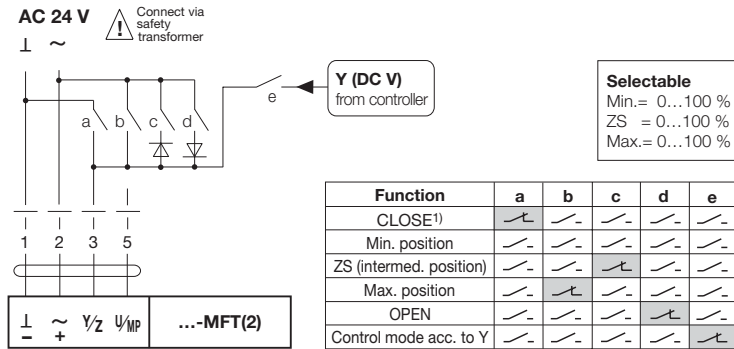 AC 24 V
Connect via
safety
transformer
⊥ ~
Y (DC V)
from controller
a b c d e
Selectable
Min.= 0…100 %
ZS = 0…100 %
Max.= 0…100 %
Function a b c d e
CLOSE1)
Min. position
ZS (intermed. position)
Max. position
OPEN
Control mode acc. to Y
1 2 3 5
⊥ ~ Y/Z U/MP …-MFT(2)
– +